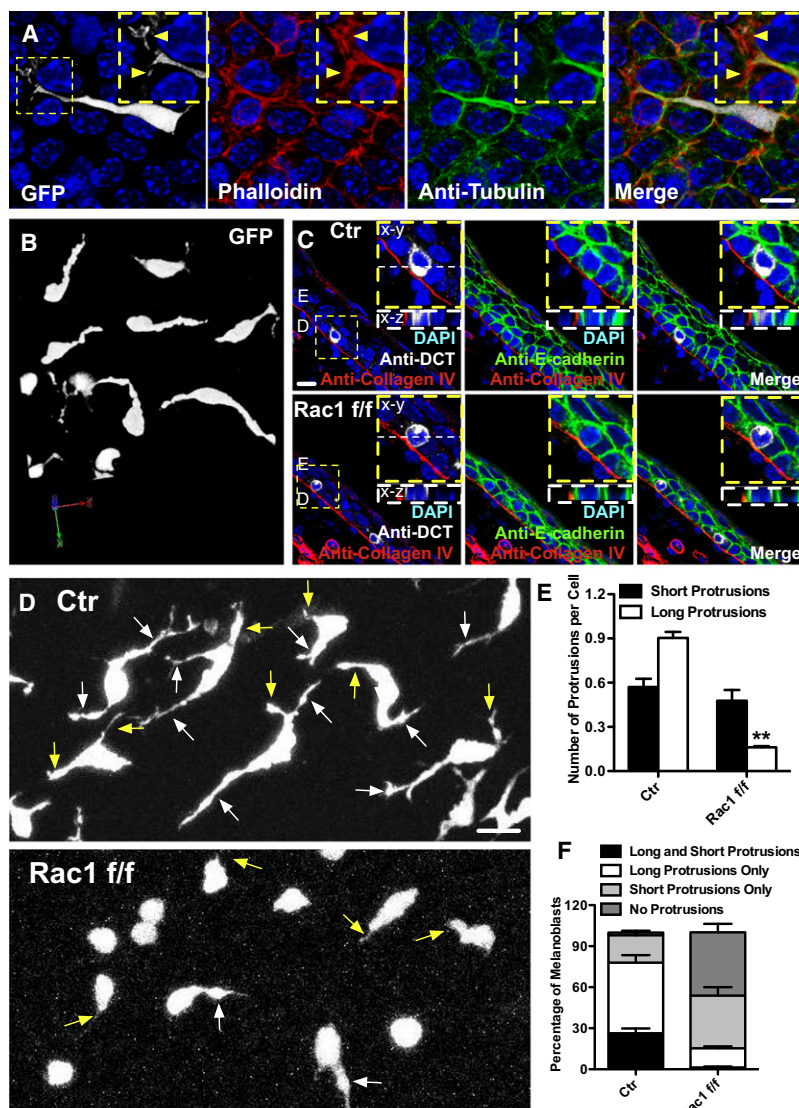 A
GFP
Phalloidin
Anti-Tubulin
Merge
B
GFP
C
Ctr
x-y
E
D
x-z
DAPI
Anti-DCT
Anti-Collagen IV
DAPI
Anti-E-cadherin
Anti-Collagen IV
Merge
Rac1 f/f
x-y
E
D
x-z
DAPI
Anti-DCT
Anti-Collagen IV
DAPI
Anti-E-cadherin
Anti-Collagen IV
Merge
D
Ctr
Rac1 f/f
E
Short Protrusions
Long Protrusions
Number of Protrusions per Cell
1.2
0.9
0.6
0.3
0.0
**
Ctr
Rac1 f/f
F
Long and Short Protrusions
Long Protrusions Only
Short Protrusions Only
No Protrusions
Percentage of Melanoblasts
120
90
60
30
0
Ctr
Rac1 f/f